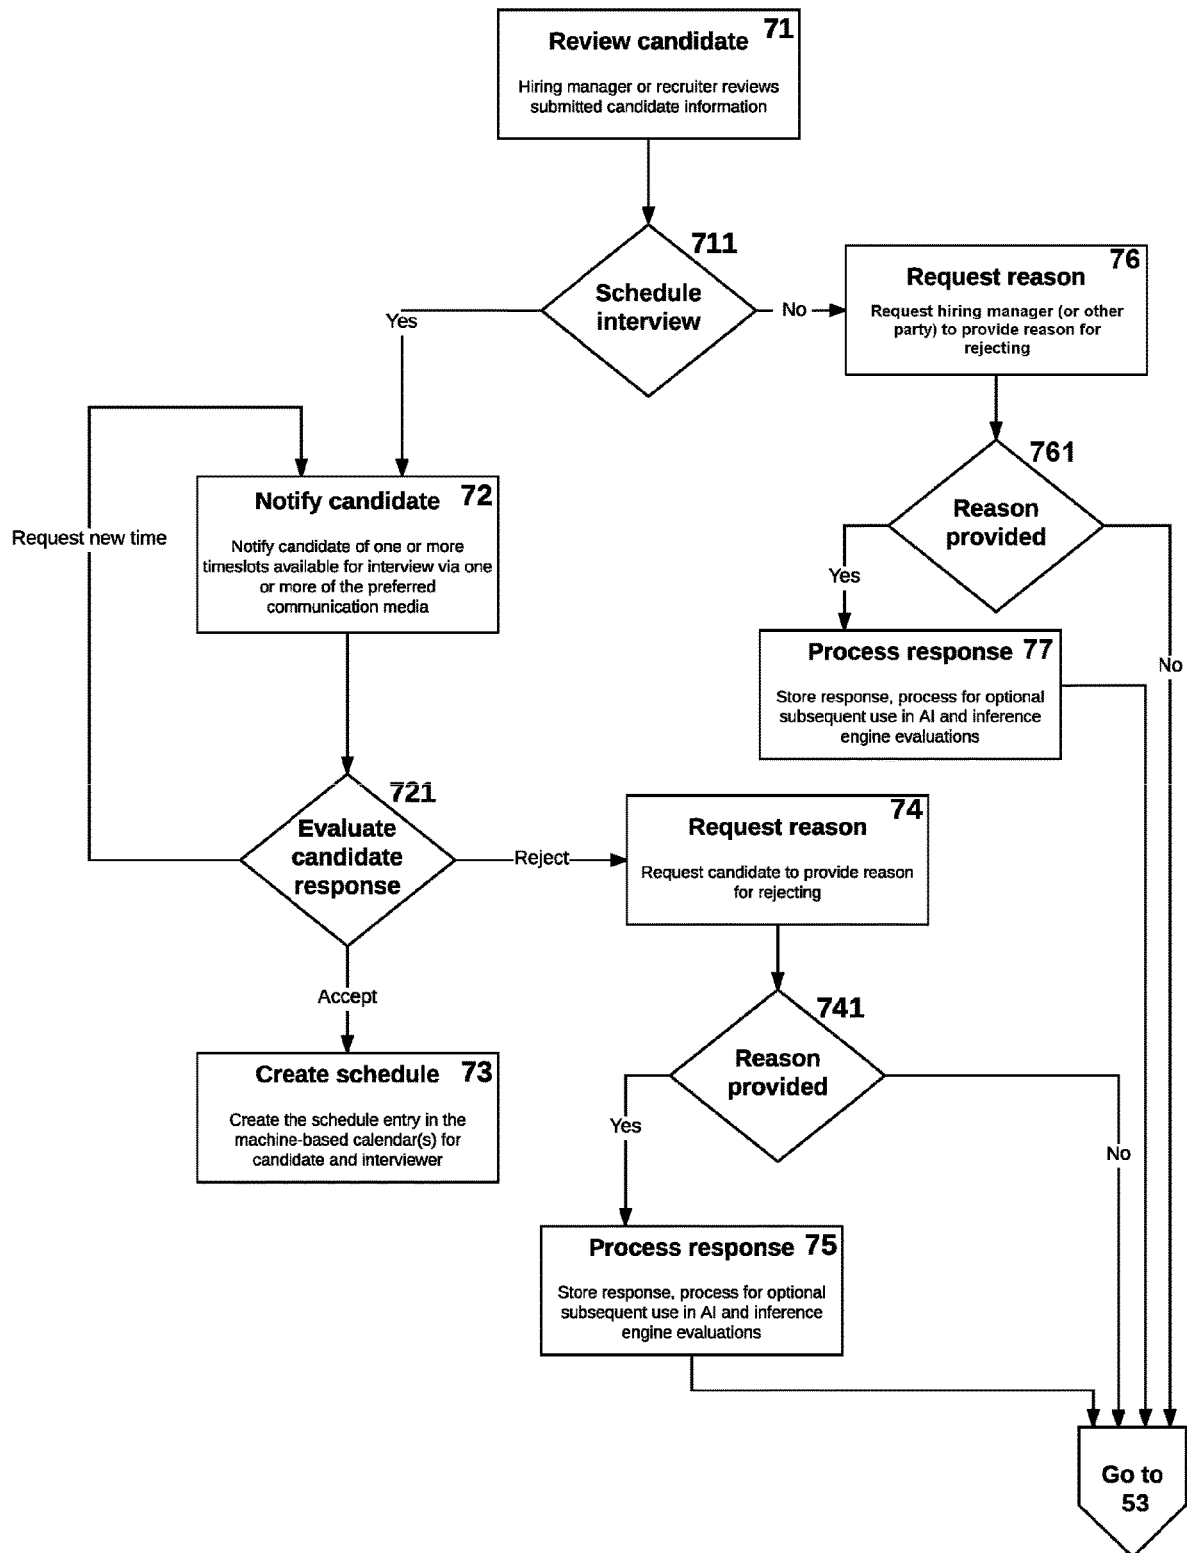 71
Review candidate
Hiring manager or recruiter reviews
submitted candidate information
711
Schedule
interview
Yes
No
76
Request reason
Request hiring manager (or other
party) to provide reason for
rejecting
761
Reason
provided
Yes
No
Request new time
Notify candidate 72
Notify candidate of one or more
timeslots available for interview via one
or more of the preferred
communication media
Process response 77
Store response, process for optional
subsequent use in AI and inference
engine evaluations
721
Evaluate
candidate
response
Reject
Accept
74
Request reason
Request candidate to provide reason
for rejecting
741
Reason
provided
Yes
No
Create schedule 73
Create the schedule entry in the
machine-based calendar(s) for
candidate and interviewer
Process response 75
Store response, process for optional
subsequent use in AI and inference
engine evaluations
Go to
53